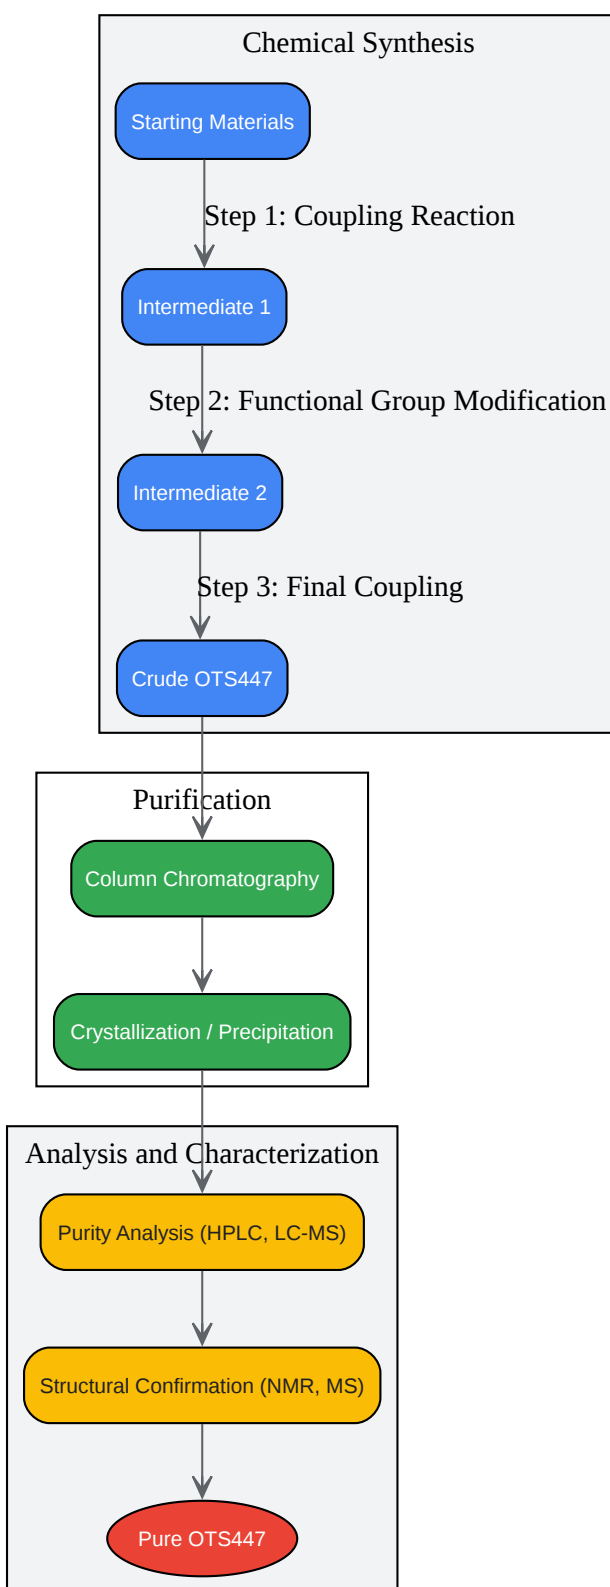 Chemical Synthesis
Starting Materials
Step 1: Coupling Reaction
Intermediate 1
Step 2: Functional Group Modification
Intermediate 2
Step 3: Final Coupling
Crude OTS447
Purification
Column Chromatography
Crystallization / Precipitation
Analysis and Characterization
Purity Analysis (HPLC, LC-MS)
Structural Confirmation (NMR, MS)
Pure OTS447